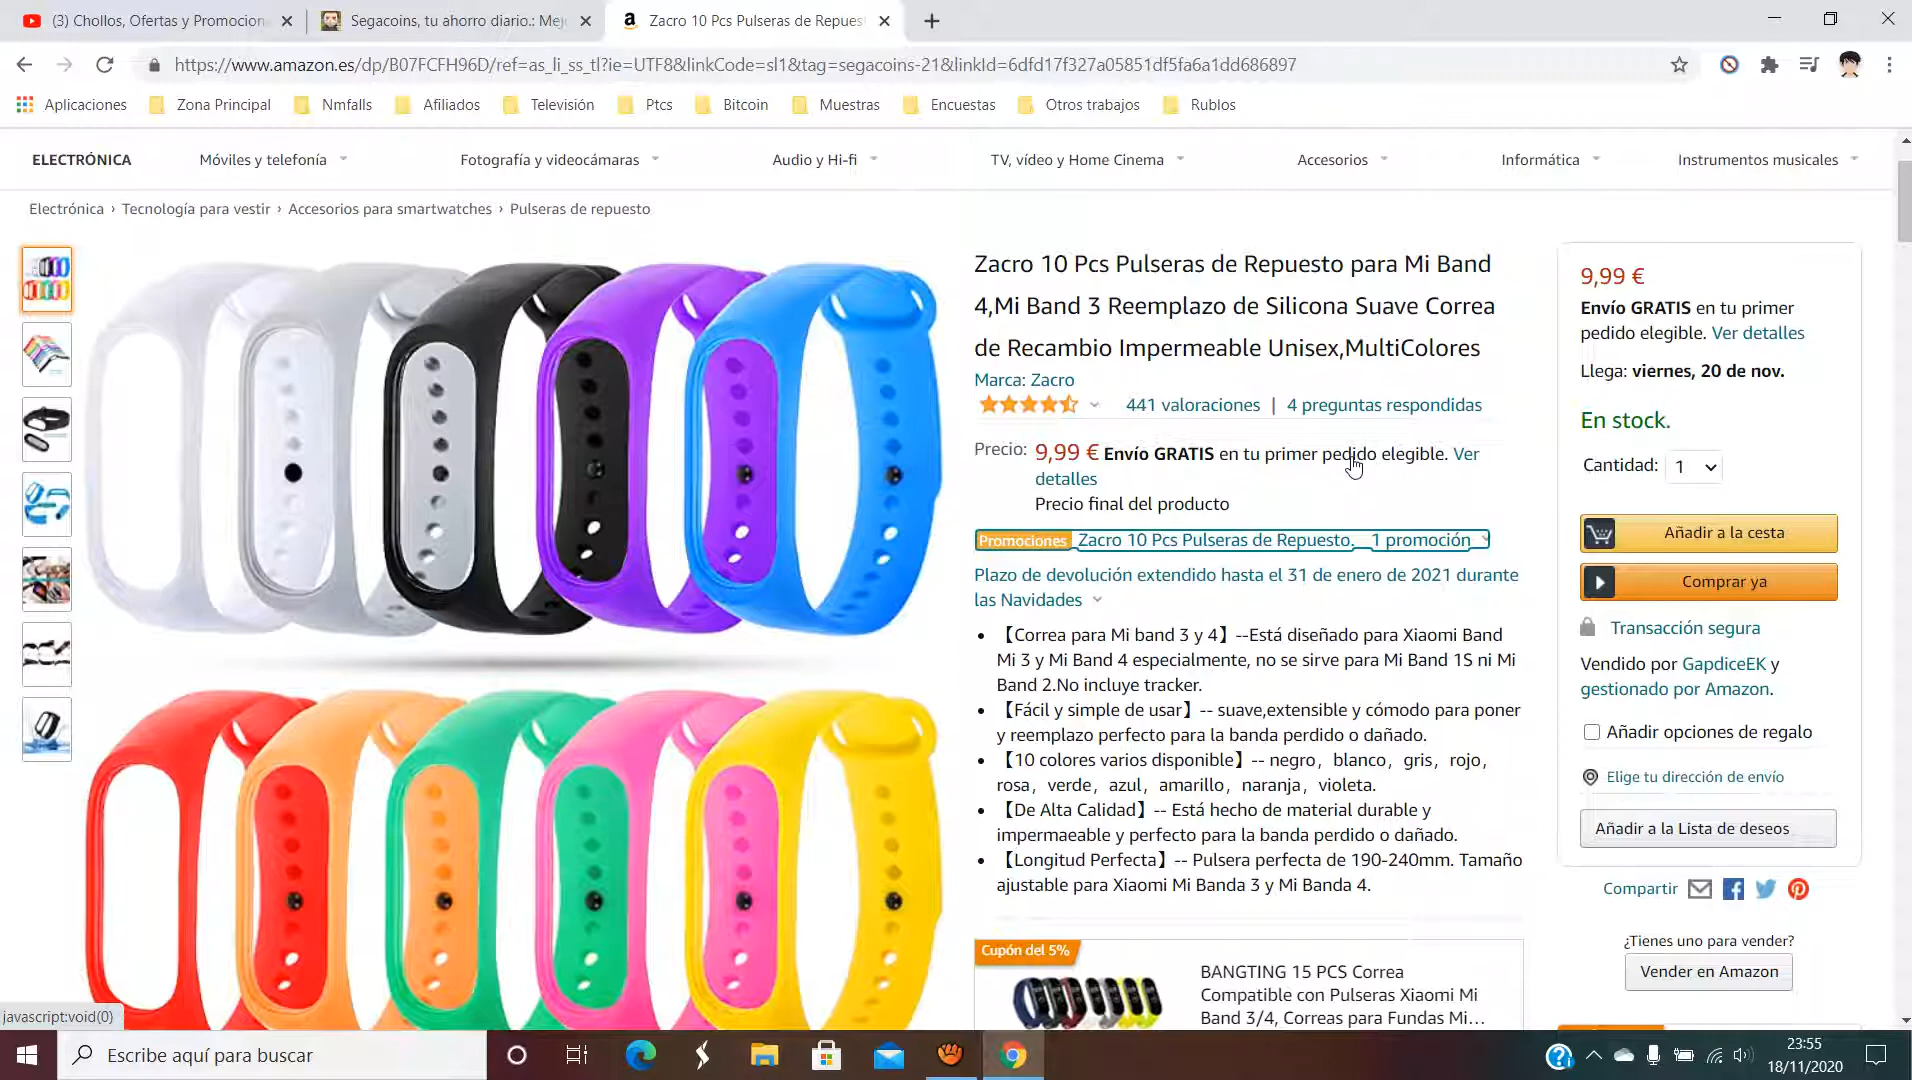 (3) Chollos, Ofertas y Promocion
Segacoins, tu ahorro diario.: Mej
Zacro 10 Pcs Pulseras de Repues
https://www.amazon.es/dp/B07FCFH96D/ref=as_li_ss_tl?ie=UTF8&linkCode=sl1&tag=segacoins-21&linkId=6dfd17f327a05851df5fa6a1dd686897
Aplicaciones
Zona Principal
Nmfalls
Afiliados
Televisión
Ptcs
Bitcoin
Muestras
Encuestas
Otros trabajos
Rublos
ELECTRÓNICA
Móviles y telefonía
Fotografía y videocámaras
Audio y Hi-fi
TV, vídeo y Home Cinema
Accesorios
Informática
Instrumentos musicales
Electrónica › Tecnología para vestir › Accesorios para smartwatches › Pulseras de repuesto
Zacro 10 Pcs Pulseras de Repuesto para Mi Band
4,Mi Band 3 Reemplazo de Silicona Suave Correa
de Recambio Impermeable Unisex,MultiColores
Marca: Zacro
441 valoraciones | 4 preguntas respondidas
Precio: 9,99 € Envío GRATIS en tu primer pedido elegible. Ver
detalles
Precio final del producto
Promociones Zacro 10 Pcs Pulseras de Repuesto. 1 promoción
Plazo de devolución extendido hasta el 31 de enero de 2021 durante
las Navidades
• 【Correa para Mi band 3 y 4】--Está diseñado para Xiaomi Band
Mi 3 y Mi Band 4 especialmente, no se sirve para Mi Band 1S ni Mi
Band 2.No incluye tracker.
• 【Fácil y simple de usar】-- suave,extensible y cómodo para poner
y reemplazo perfecto para la banda perdido o dañado.
• 【10 colores varios disponible】-- negro，blanco，gris，rojo，
rosa，verde，azul，amarillo，naranja，violeta.
• 【De Alta Calidad】-- Está hecho de material durable y
impermaeable y perfecto para la banda perdido o dañado.
• 【Longitud Perfecta】-- Pulsera perfecta de 190-240mm. Tamaño
ajustable para Xiaomi Mi Banda 3 y Mi Banda 4.
Cupón del 5%
BANGTING 15 PCS Correa
Compatible con Pulseras Xiaomi Mi
Band 3/4, Correas para Fundas Mi...
9,99 €
Envío GRATIS en tu primer
pedido elegible. Ver detalles
Llega: viernes, 20 de nov.
En stock.
Cantidad: 1
Añadir a la cesta
Comprar ya
Transacción segura
Vendido por GapdiceEK y
gestionado por Amazon.
Añadir opciones de regalo
Elige tu dirección de envío
Añadir a la Lista de deseos
Compartir
¿Tienes uno para vender?
Vender en Amazon
javascript:void(0)
Escribe aquí para buscar
23:55
18/11/2020